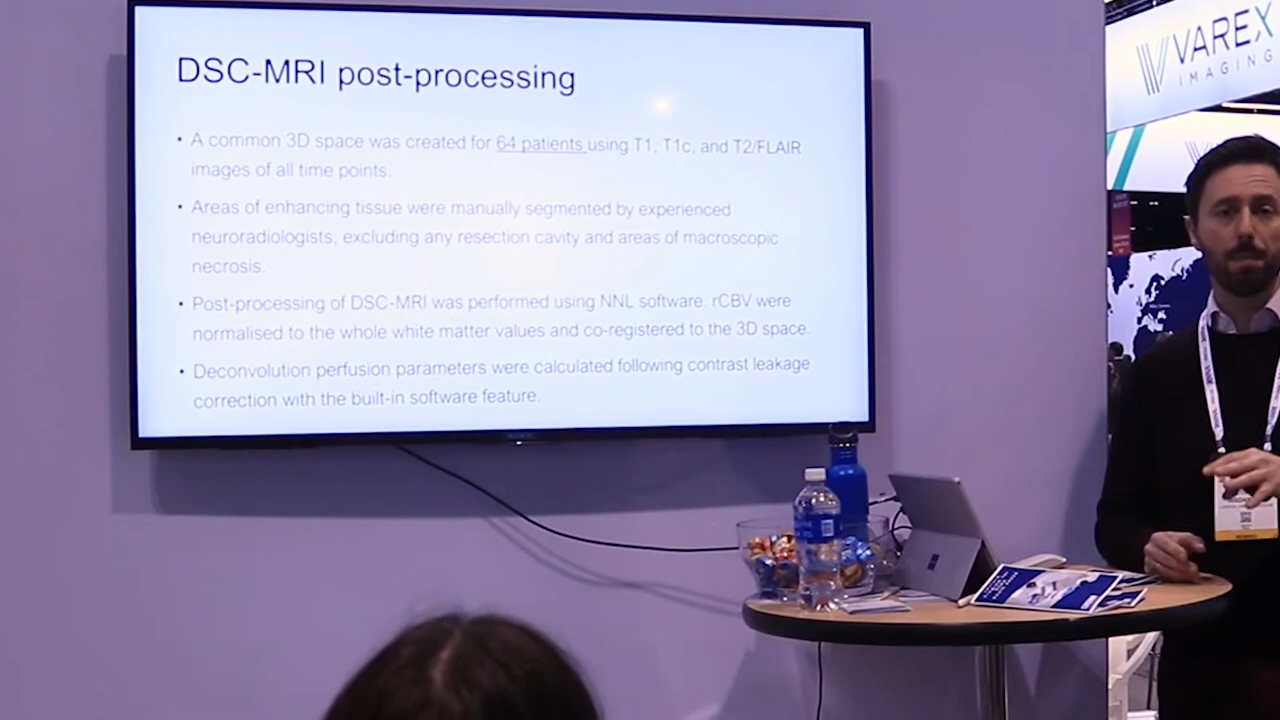 DSC-MRI post-processing
• A common 3D space was created for 64 patients using T1, T1c, and T2/FLAIR
images of all time points.
• Areas of enhancing tissue were manually segmented by experienced
neuroradiologists, excluding any resection cavity and areas of macroscopic
necrosis.
• Post-processing of DSC-MRI was performed using NNL software. rCBV were
normalised to the whole white matter values and co-registered to the 3D space.
• Deconvolution perfusion parameters were calculated following contrast leakage
correction with the built-in software feature.
VAREX
IMAGING